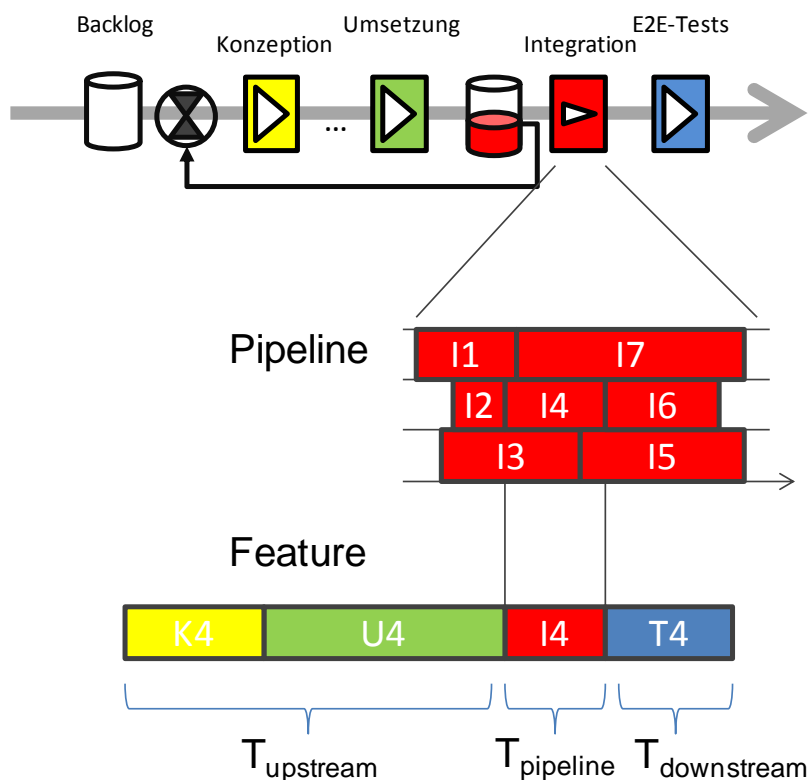 Backlog
Konzeption
Umsetzung
Integration
E2E-Tests
...
Pipeline
I1 I7
I2 I4 I6
I3 I5
Feature
K4 U4 I4 T4
Tupstream Tpipeline Tdownstream